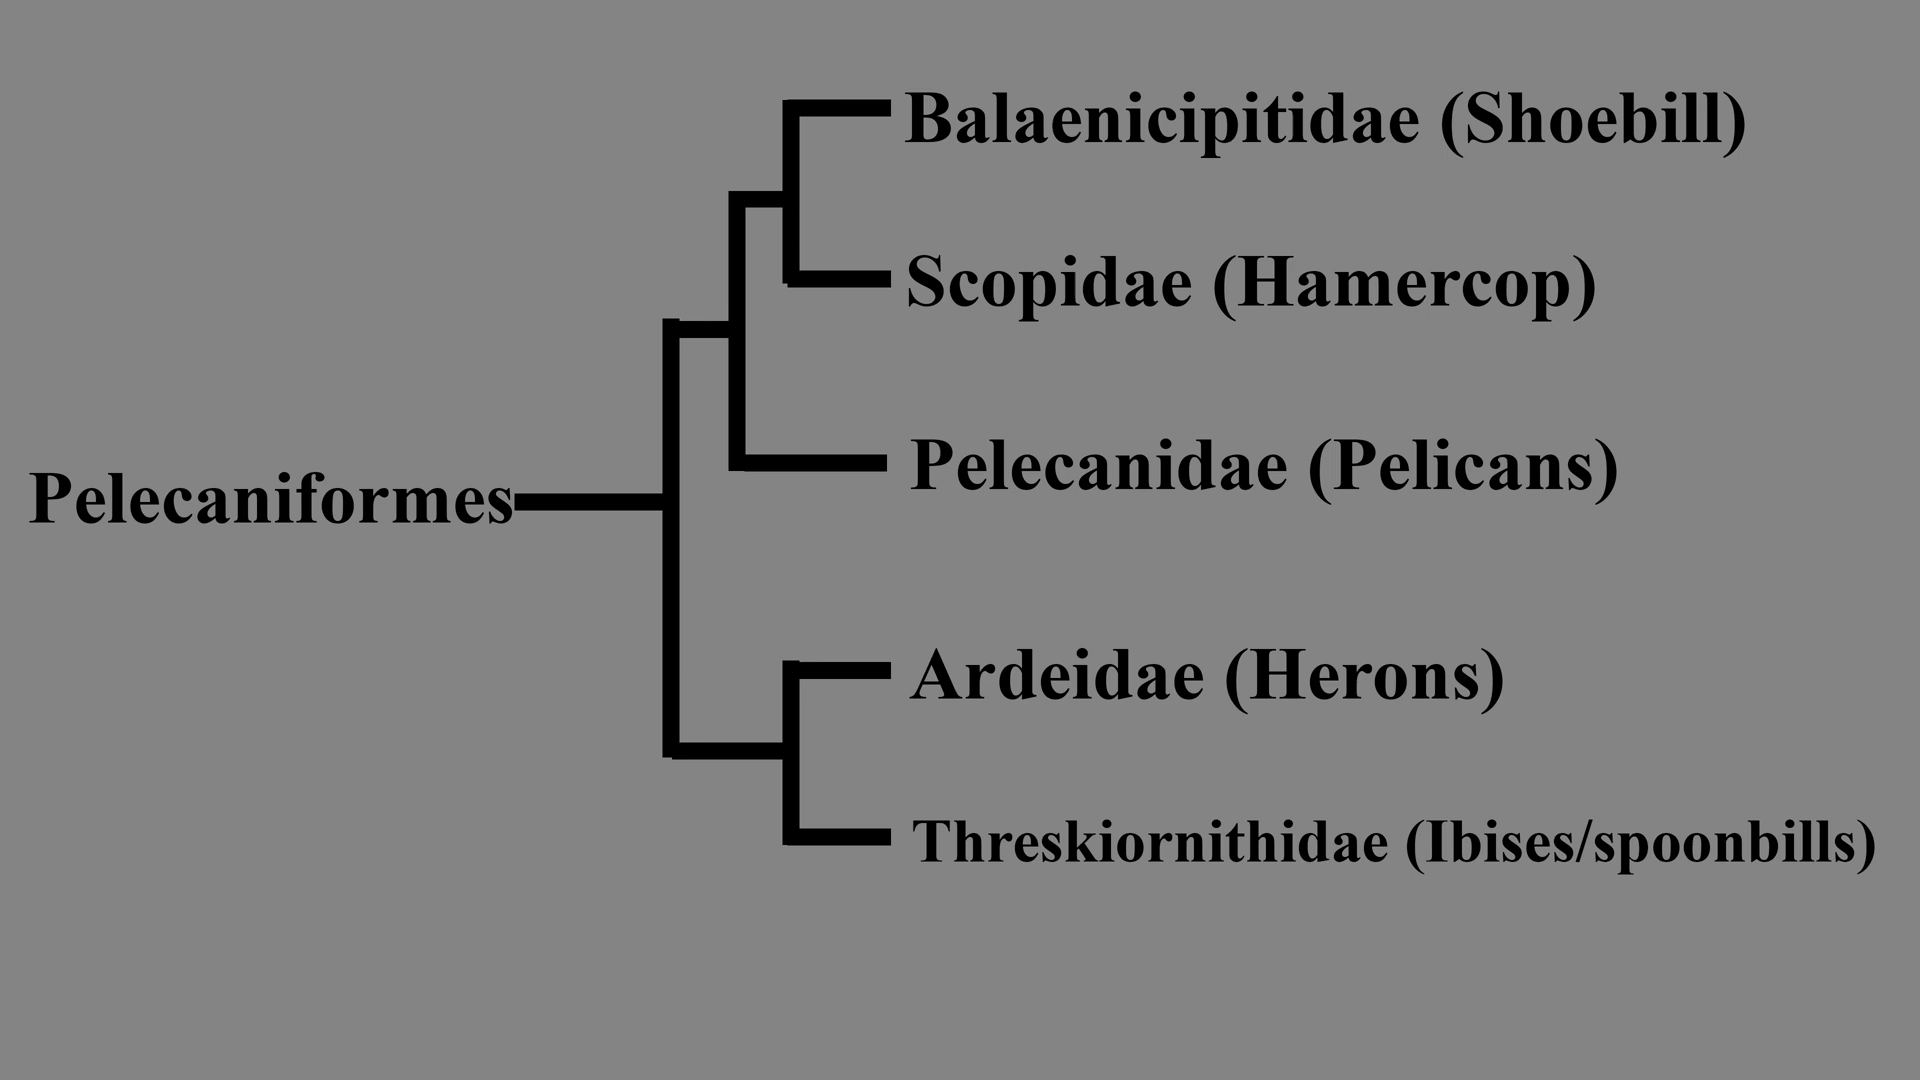 Balaenicipitidae (Shoebill)
Scopidae (Hamercop)
Pelecanidae (Pelicans)
Pelecaniformes
Ardeidae (Herons)
Threskiornithidae (Ibises/spoonbills)